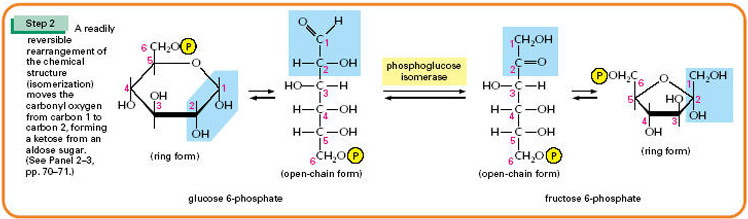 Step 2
A readily
reversible
rearrangement of
the chemical
structure
(isomerization)
moves the
carbonyl oxygen
from carbon 1 to
carbon 2, forming
a ketose from an
aldose sugar.
(See Panel 2–3,
pp. 70–71.)
6 CH2O P
5 O
4 1
HO OH
3 2
OH
OH
(ring form)
O H
C 1
H C OH
2
HO C H
3
H C OH
4
H C OH
5
6 CH2O P
(open-chain form)
glucose 6-phosphate
phosphoglucose
isomerase
CH2OH
1
C O
2
HO C H
3
H C OH
4
H C OH
5
6 CH2O P
(open-chain form)
P OH2C 6 O 1 CH2OH
5 HO 2
4 3 OH
OH
(ring form)
fructose 6-phosphate